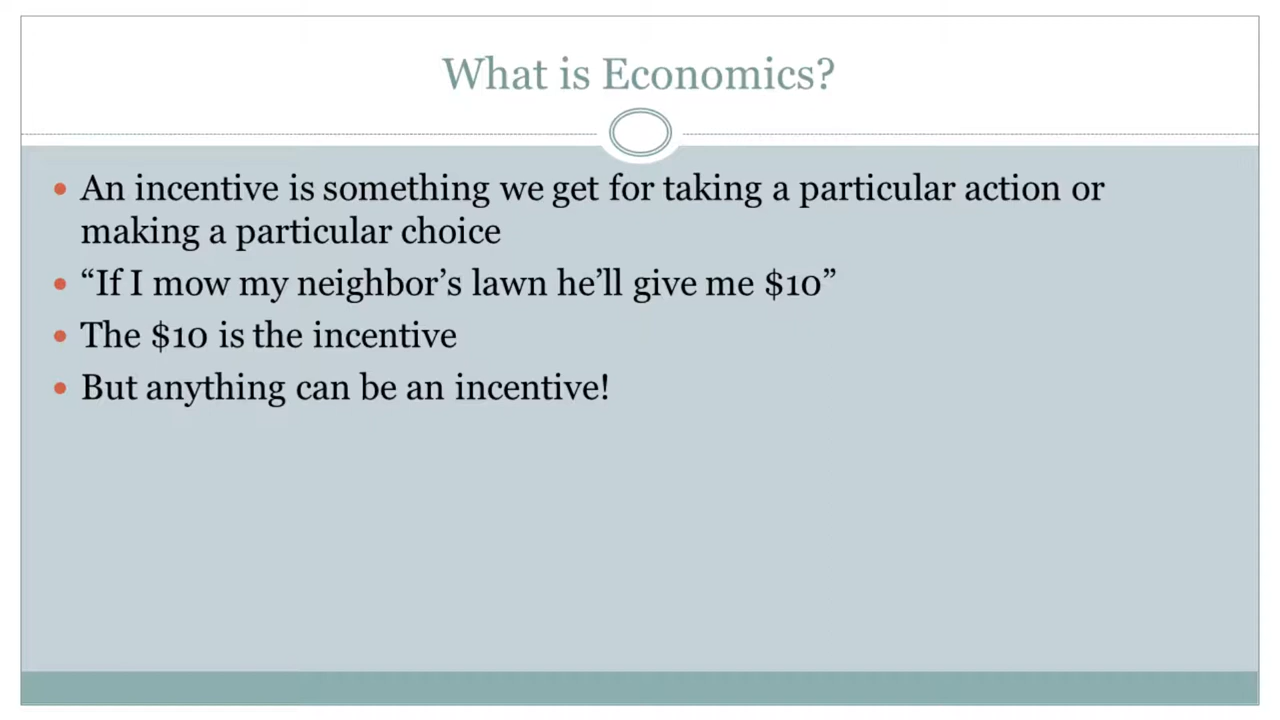 What is Economics?
• An incentive is something we get for taking a particular action or
making a particular choice
• “If I mow my neighbor’s lawn he’ll give me $10”
• The $10 is the incentive
• But anything can be an incentive!